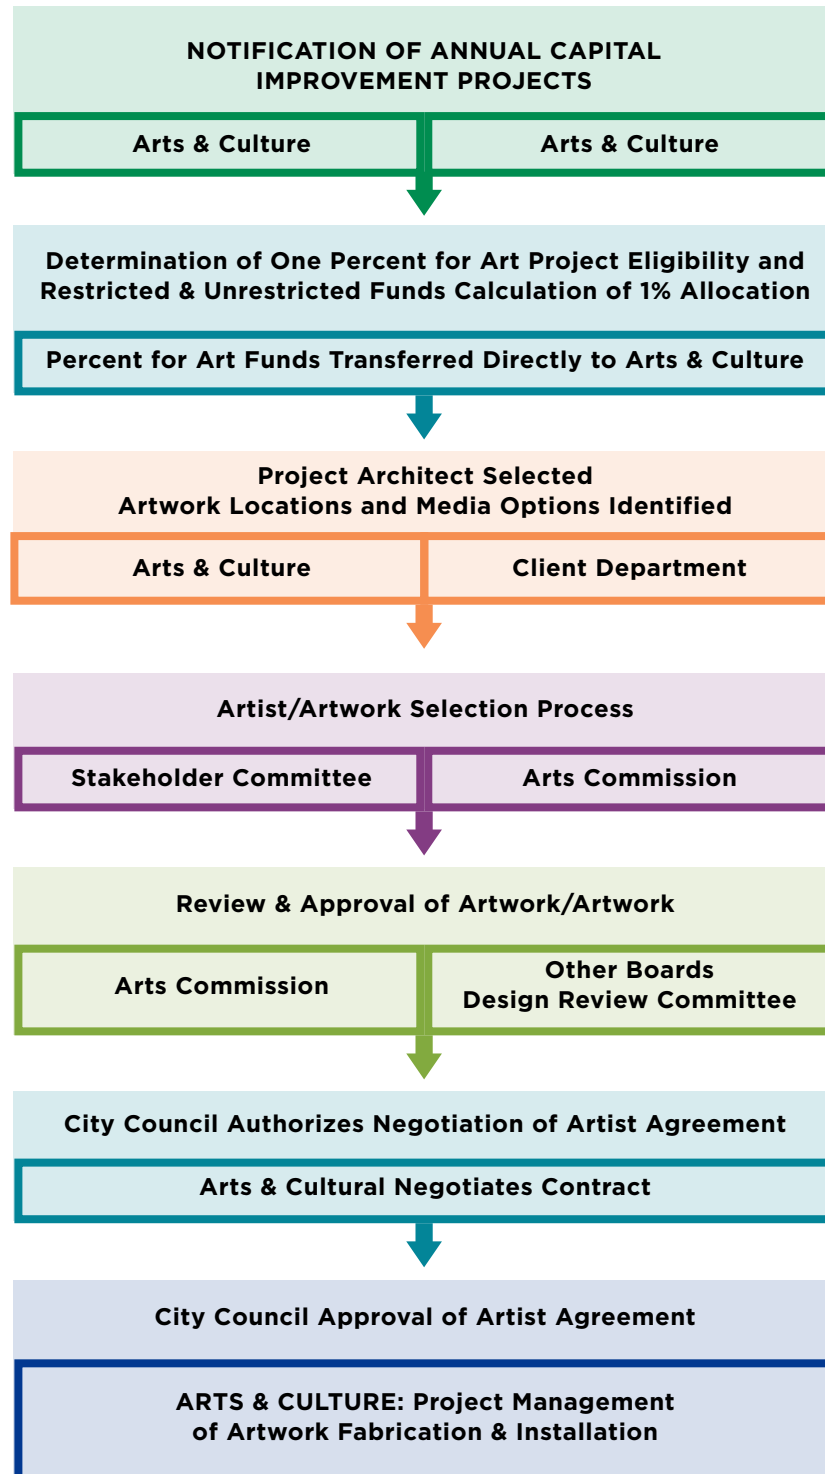 NOTIFICATION OF ANNUAL CAPITAL
IMPROVEMENT PROJECTS
Arts & Culture
Arts & Culture
Determination of One Percent for Art Project Eligibility and
Restricted & Unrestricted Funds Calculation of 1% Allocation
Percent for Art Funds Transferred Directly to Arts & Culture
Project Architect Selected
Artwork Locations and Media Options Identified
Arts & Culture
Client Department
Artist/Artwork Selection Process
Stakeholder Committee
Arts Commission
Review & Approval of Artwork/Artwork
Arts Commission
Other Boards
Design Review Committee
City Council Authorizes Negotiation of Artist Agreement
Arts & Cultural Negotiates Contract
City Council Approval of Artist Agreement
ARTS & CULTURE: Project Management
of Artwork Fabrication & Installation